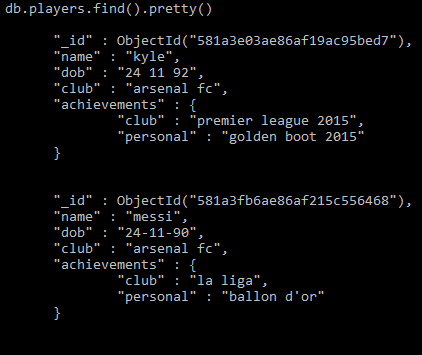 db.players.find().pretty()
"_id" : ObjectId("581a3e03ae86af19ac95bed7"),
"name" : "kyle",
"dob" : "24 11 92",
"club" : "arsenal fc",
"achievements" : {
"club" : "premier league 2015",
"personal" : "golden boot 2015"
}
"_id" : ObjectId("581a3fb6ae86af215c556468"),
"name" : "messi",
"dob" : "24-11-90",
"club" : "arsenal fc",
"achievements" : {
"club" : "la liga",
"personal" : "ballon d'or"
}